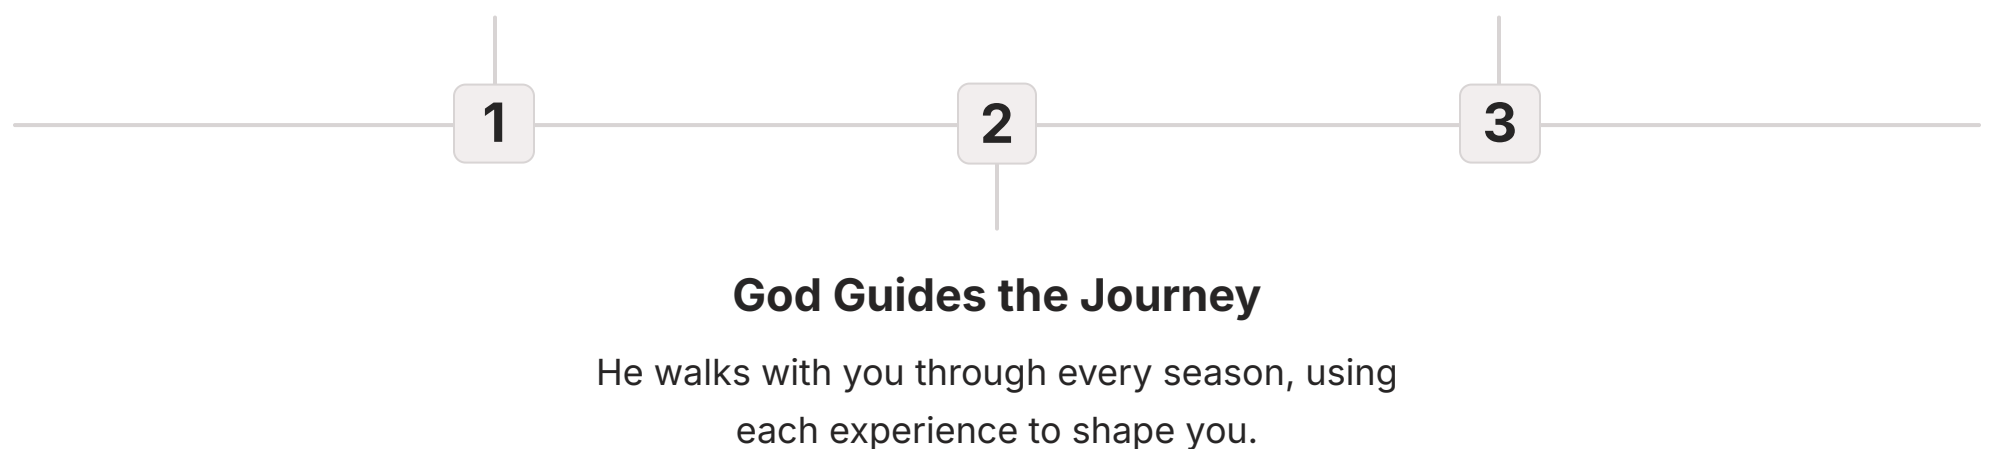 1
2
3
God Guides the Journey
He walks with you through every season, using
each experience to shape you.